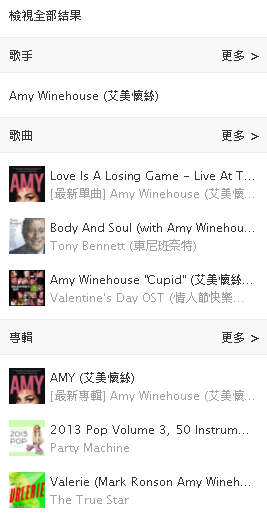 檢視全部結果
歌手 更多 >
Amy Winehouse (艾美懷絲)
歌曲 更多 >
AMY
Love Is A Losing Game - Live At T...
[最新單曲] Amy Winehouse (艾美懷...
Body And Soul (with Amy Winehou...
Tony Bennett (東尼班奈特)
Amy Winehouse "Cupid" (艾美懷絲...
Valentine's Day OST (情人節快樂...
專輯 更多 >
AMY
AMY (艾美懷絲)
[最新專輯] Amy Winehouse (艾美懷...
2013 POP
2013 Pop Volume 3, 50 Instrum...
Party Machine
VALERIE
Valerie (Mark Ronson Amy Wineh...
The True Star